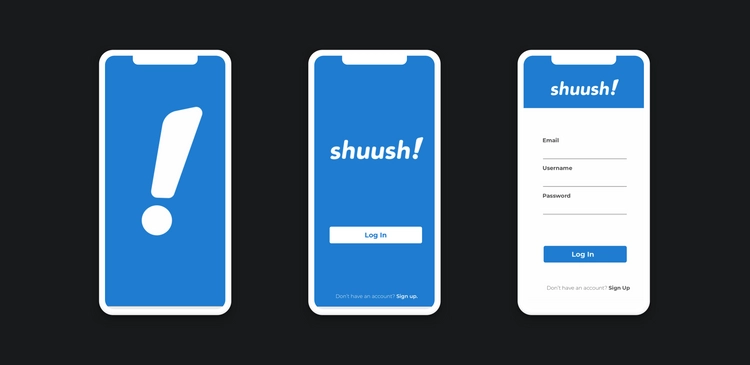 !
shuush!
Log In
Don't have an account? Sign up.
shuush!
Email
Username
Password
Log In
Don't have an account? Sign Up